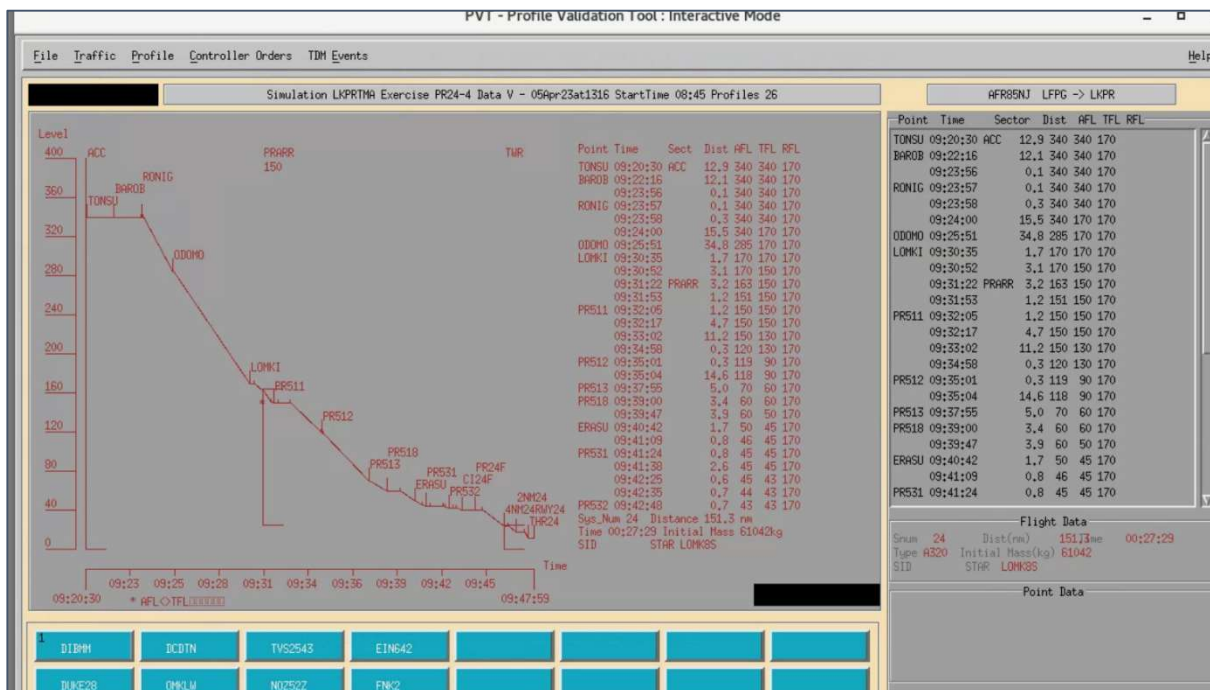 PVT - Profile Validation Tool : Interactive Mode
File Traffic Profile Controller Orders TDM Events Help
Simulation LKPRTMA Exercise PR24-4 Data V - 05Apr23at1316 StartTime 08:45 Profiles 26
AFR85NJ LFPG -> LKPR
Level
400
360
320
280
240
200
160
120
80
40
0
ACC
PRARR
150
TWR
RONIG
BAROB
TONSU
ODOMO
LOMKI
PR511
PR512
PR518
PR513
PR531
PR24F
CI24F
ERASU
PR532
2NM24
4NM24RWY24
THR24
Time
09:23 09:25 09:28 09:31 09:34 09:36 09:39 09:42 09:45
09:20:30 09:47:59
* AFL<>TFL
Point Time Sect Dist AFL TFL RFL
TONSU 09:20:30 ACC 12.9 340 340 170
BAROB 09:22:16 12.1 340 340 170
09:23:56 0.1 340 340 170
RONIG 09:23:57 0.1 340 340 170
09:23:58 0.3 340 340 170
09:24:00 15.5 340 170 170
ODOMO 09:25:51 34.8 285 170 170
LOMKI 09:30:35 1.7 170 170 170
09:30:52 3.1 170 150 170
09:31:22 PRARR 3.2 163 150 170
09:31:53 1.2 151 150 170
PR511 09:32:05 1.2 150 150 170
09:32:17 4.7 150 150 170
09:33:02 11.2 150 130 170
09:34:58 0.3 120 130 170
PR512 09:35:01 0.3 119 90 170
09:35:04 14.6 118 90 170
PR513 09:37:55 5.0 70 60 170
PR518 09:39:00 3.4 60 60 170
09:39:47 3.9 60 50 170
ERASU 09:40:42 1.7 50 45 170
09:41:09 0.8 46 45 170
PR531 09:41:24 0.8 45 45 170
09:41:38 2.6 45 45 170
09:42:25 0.6 45 43 170
09:42:35 0.7 44 43 170
PR532 09:42:48 0.7 43 43 170
Sys_Num 24 Distance 151.3 nm
Time 00:27:29 Initial Mass 61042kg
SID STAR LOMK8S
Point Time Sector Dist AFL TFL RFL
TONSU 09:20:30 ACC 12.9 340 340 170
BAROB 09:22:16 12.1 340 340 170
09:23:56 0.1 340 340 170
RONIG 09:23:57 0.1 340 340 170
09:23:58 0.3 340 340 170
09:24:00 15.5 340 170 170
ODOMO 09:25:51 34.8 285 170 170
LOMKI 09:30:35 1.7 170 170 170
09:30:52 3.1 170 150 170
09:31:22 PRARR 3.2 163 150 170
09:31:53 1.2 151 150 170
PR511 09:32:05 1.2 150 150 170
09:32:17 4.7 150 150 170
09:33:02 11.2 150 130 170
09:34:58 0.3 120 130 170
PR512 09:35:01 0.3 119 90 170
09:35:04 14.6 118 90 170
PR513 09:37:55 5.0 70 60 170
PR518 09:39:00 3.4 60 60 170
09:39:47 3.9 60 50 170
ERASU 09:40:42 1.7 50 45 170
09:41:09 0.8 46 45 170
PR531 09:41:24 0.8 45 45 170
Flight Data
Snum 24 Dist(nm) 151.3 00:27:29
Type A320 Initial Mass(kg) 61042
SID STAR LOMK8S
Point Data
1
DIBMM DCDTN TVS2543 EIN642
DUKE28 OMKLW NOZ52Z FNK2